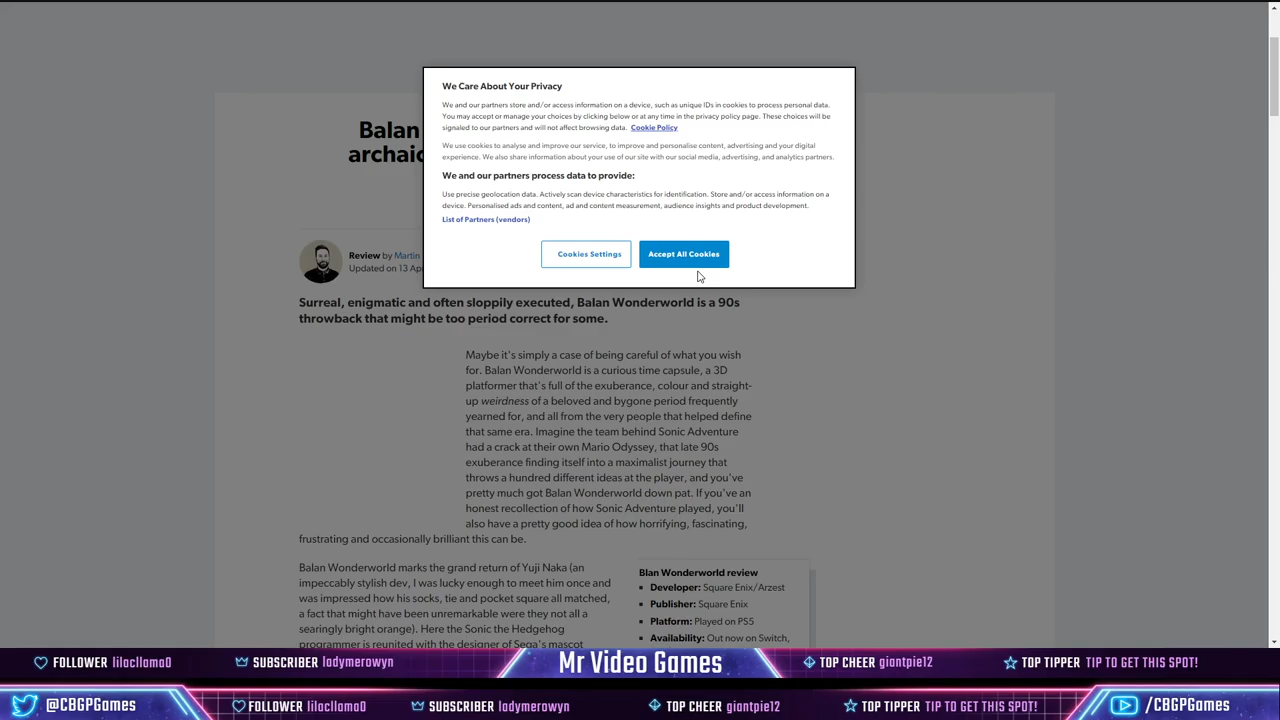 We Care About Your Privacy
We and our partners store and/or access information on a device, such as unique IDs in cookies to process personal data.
You may accept or manage your choices by clicking below or at any time in the privacy policy page. These choices will be
signaled to our partners and will not affect browsing data. Cookie Policy
We use cookies to analyse and improve our service, to improve and personalise content, advertising and your digital
experience. We also share information about your use of our site with our social media, advertising, and analytics partners.
We and our partners process data to provide:
Use precise geolocation data. Actively scan device characteristics for identification. Store and/or access information on a
device. Personalised ads and content, ad and content measurement, audience insights and product development.
List of Partners (vendors)
Cookies Settings
Accept All Cookies
Balan
archaic
Review by Martin
Updated on 13 Apr
Surreal, enigmatic and often sloppily executed, Balan Wonderworld is a 90s
throwback that might be too period correct for some.
Maybe it's simply a case of being careful of what you wish
for. Balan Wonderworld is a curious time capsule, a 3D
platformer that's full of the exuberance, colour and straight-
up weirdness of a beloved and bygone period frequently
yearned for, and all from the very people that helped define
that same era. Imagine the team behind Sonic Adventure
had a crack at their own Mario Odyssey, that late 90s
exuberance finding itself into a maximalist journey that
throws a hundred different ideas at the player, and you've
pretty much got Balan Wonderworld down pat. If you've an
honest recollection of how Sonic Adventure played, you'll
also have a pretty good idea of how horrifying, fascinating,
frustrating and occasionally brilliant this can be.
Balan Wonderworld marks the grand return of Yuji Naka (an
impeccably stylish dev, I was lucky enough to meet him once and
was impressed how his socks, tie and pocket square all matched,
a fact that might have been unremarkable were they not all a
searingly bright orange). Here the Sonic the Hedgehog
programmer is reunited with the designer of Sega's mascot
Blan Wonderworld review
Developer: Square Enix/Arzest
Publisher: Square Enix
Platform: Played on PS5
Availability: Out now on Switch,
FOLLOWER lilacllama0
SUBSCRIBER ladymerowyn
Mr Video Games
TOP CHEER giantpie12
TOP TIPPER TIP TO GET THIS SPOT!
@CBGPGames
FOLLOWER lilacllama0
SUBSCRIBER ladymerowyn
TOP CHEER giantpie12
TOP TIPPER TIP TO GET THIS SPOT!
/CBGPGames